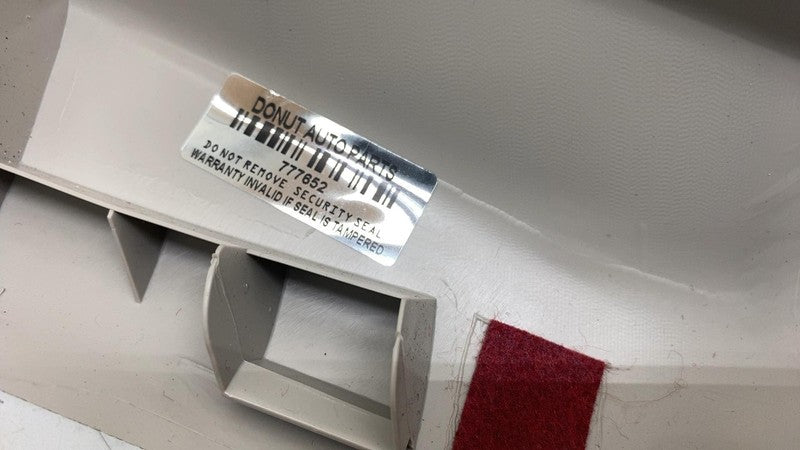 DONUT AUTO PARTS
777652
DO NOT REMOVE SECURITY SEAL
WARRANTY INVALID IF SEAL IS TAMPERED